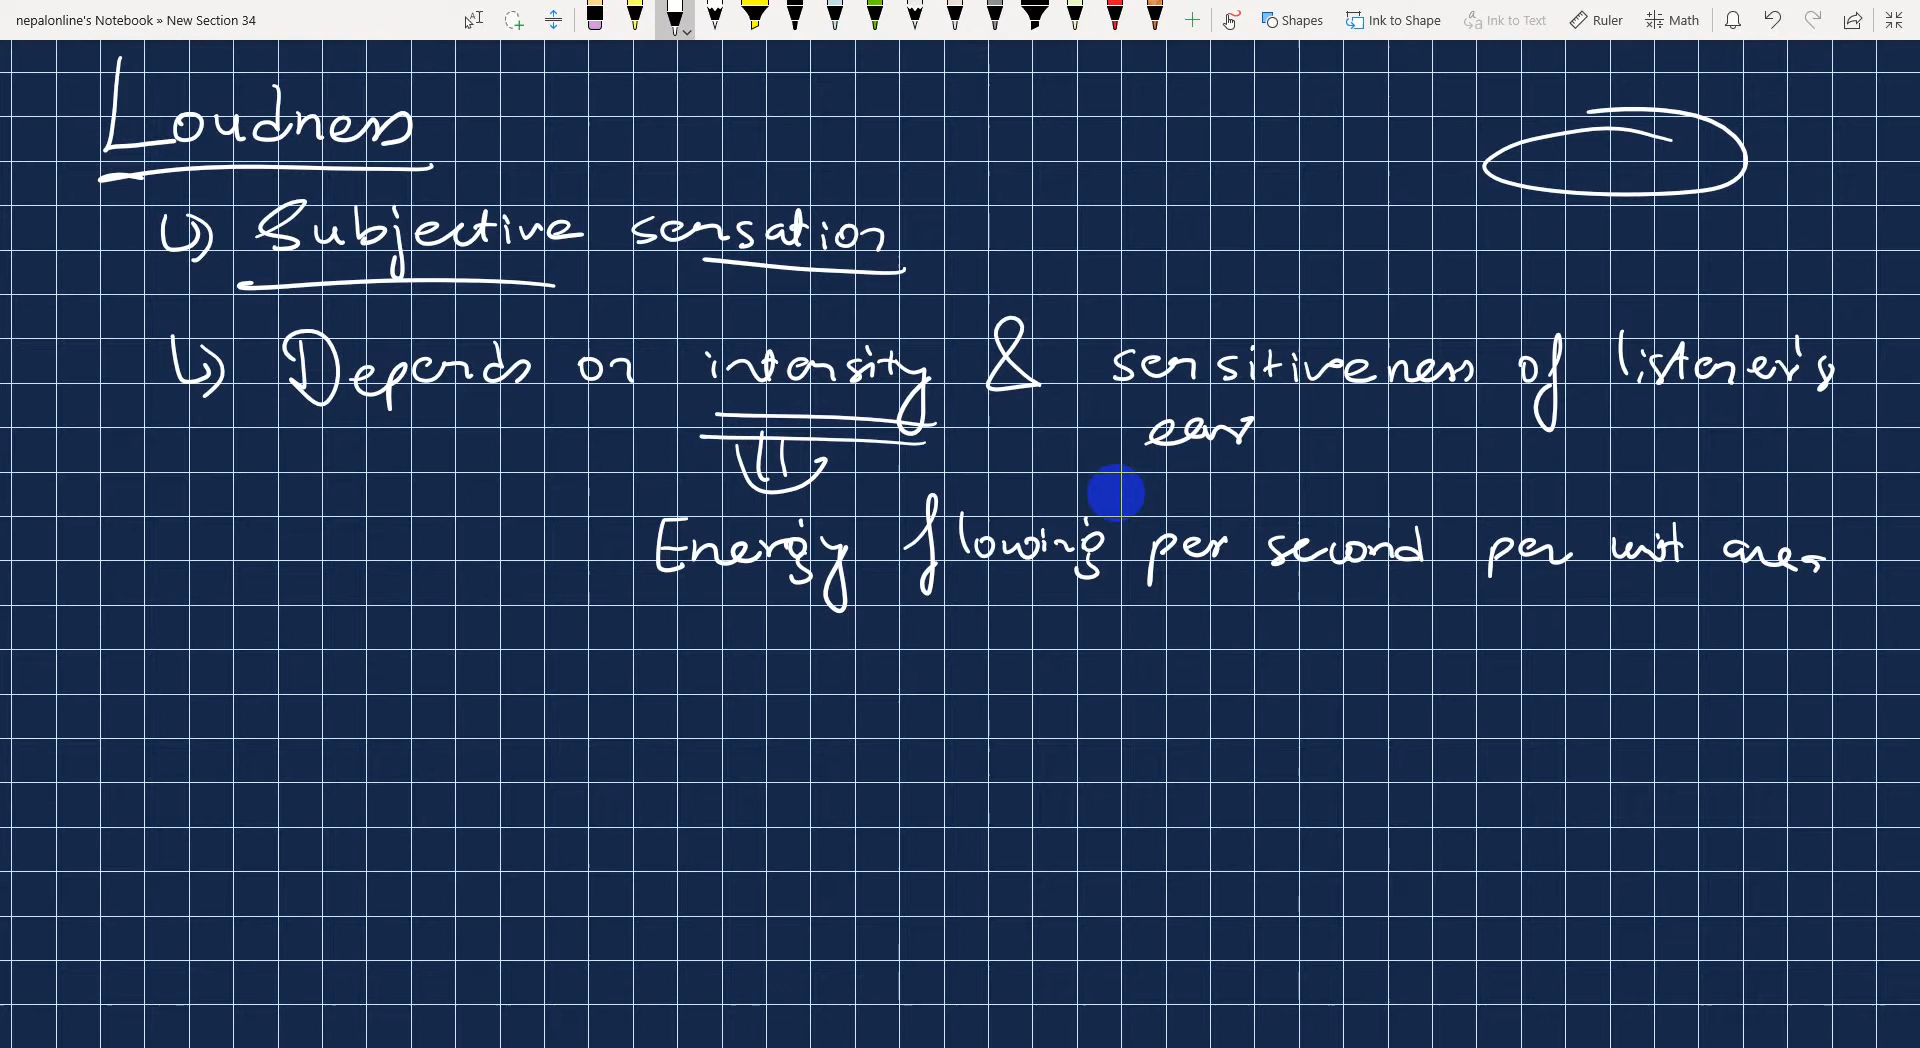 nepalonline's Notebook » New Section 34
Shapes
Ink to Shape
Ink to Text
Ruler
Math
Loudness
↳ Subjective sensation
↳ Depends on intensity & sensitiveness of listener's
ear
Energy flowing per second per unit area